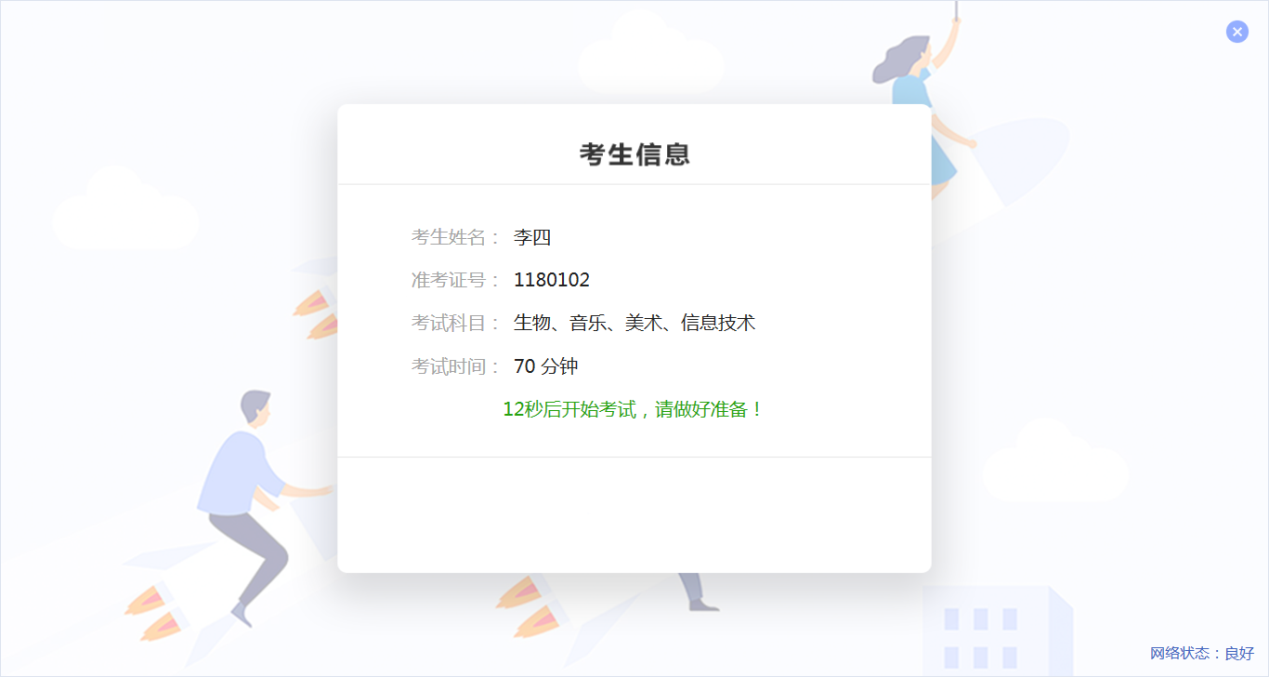 考生信息
考生姓名： 李四
准考证号： 1180102
考试科目： 生物、音乐、美术、信息技术
考试时间： 70 分钟
12秒后开始考试，请做好准备！
网络状态：良好